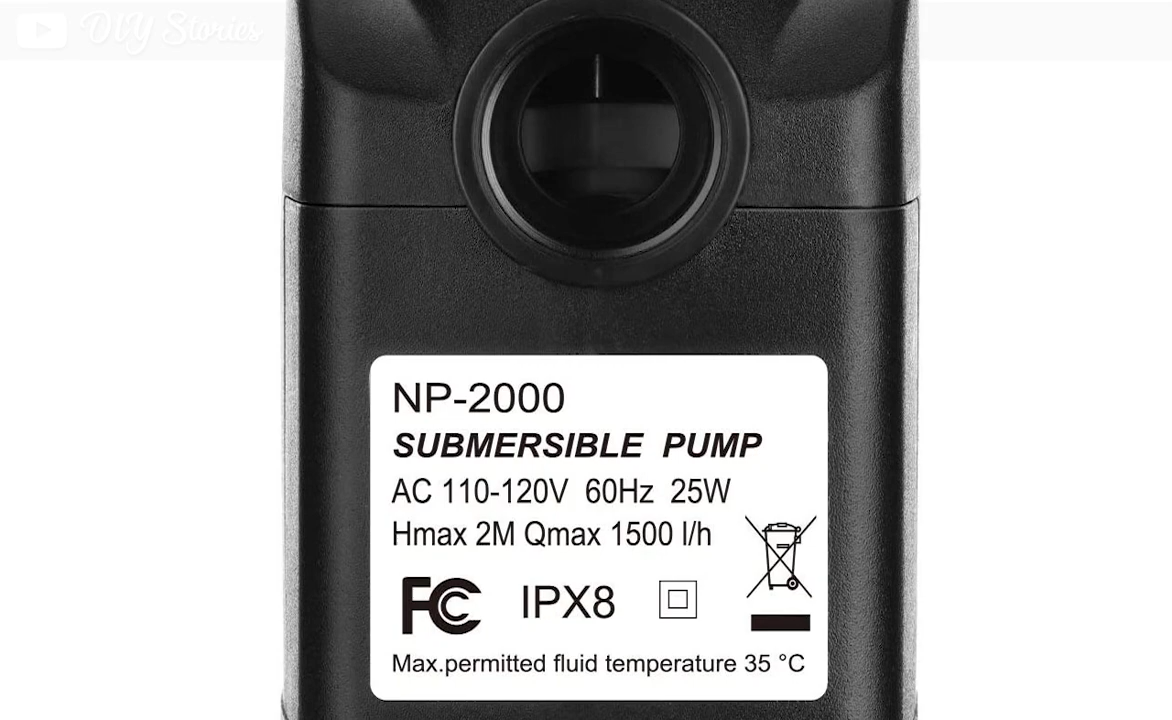 DIY Stories
NP-2000
SUBMERSIBLE PUMP
AC 110-120V 60Hz 25W
Hmax 2M Qmax 1500 l/h
FC IPX8
Max.permitted fluid temperature 35 °C